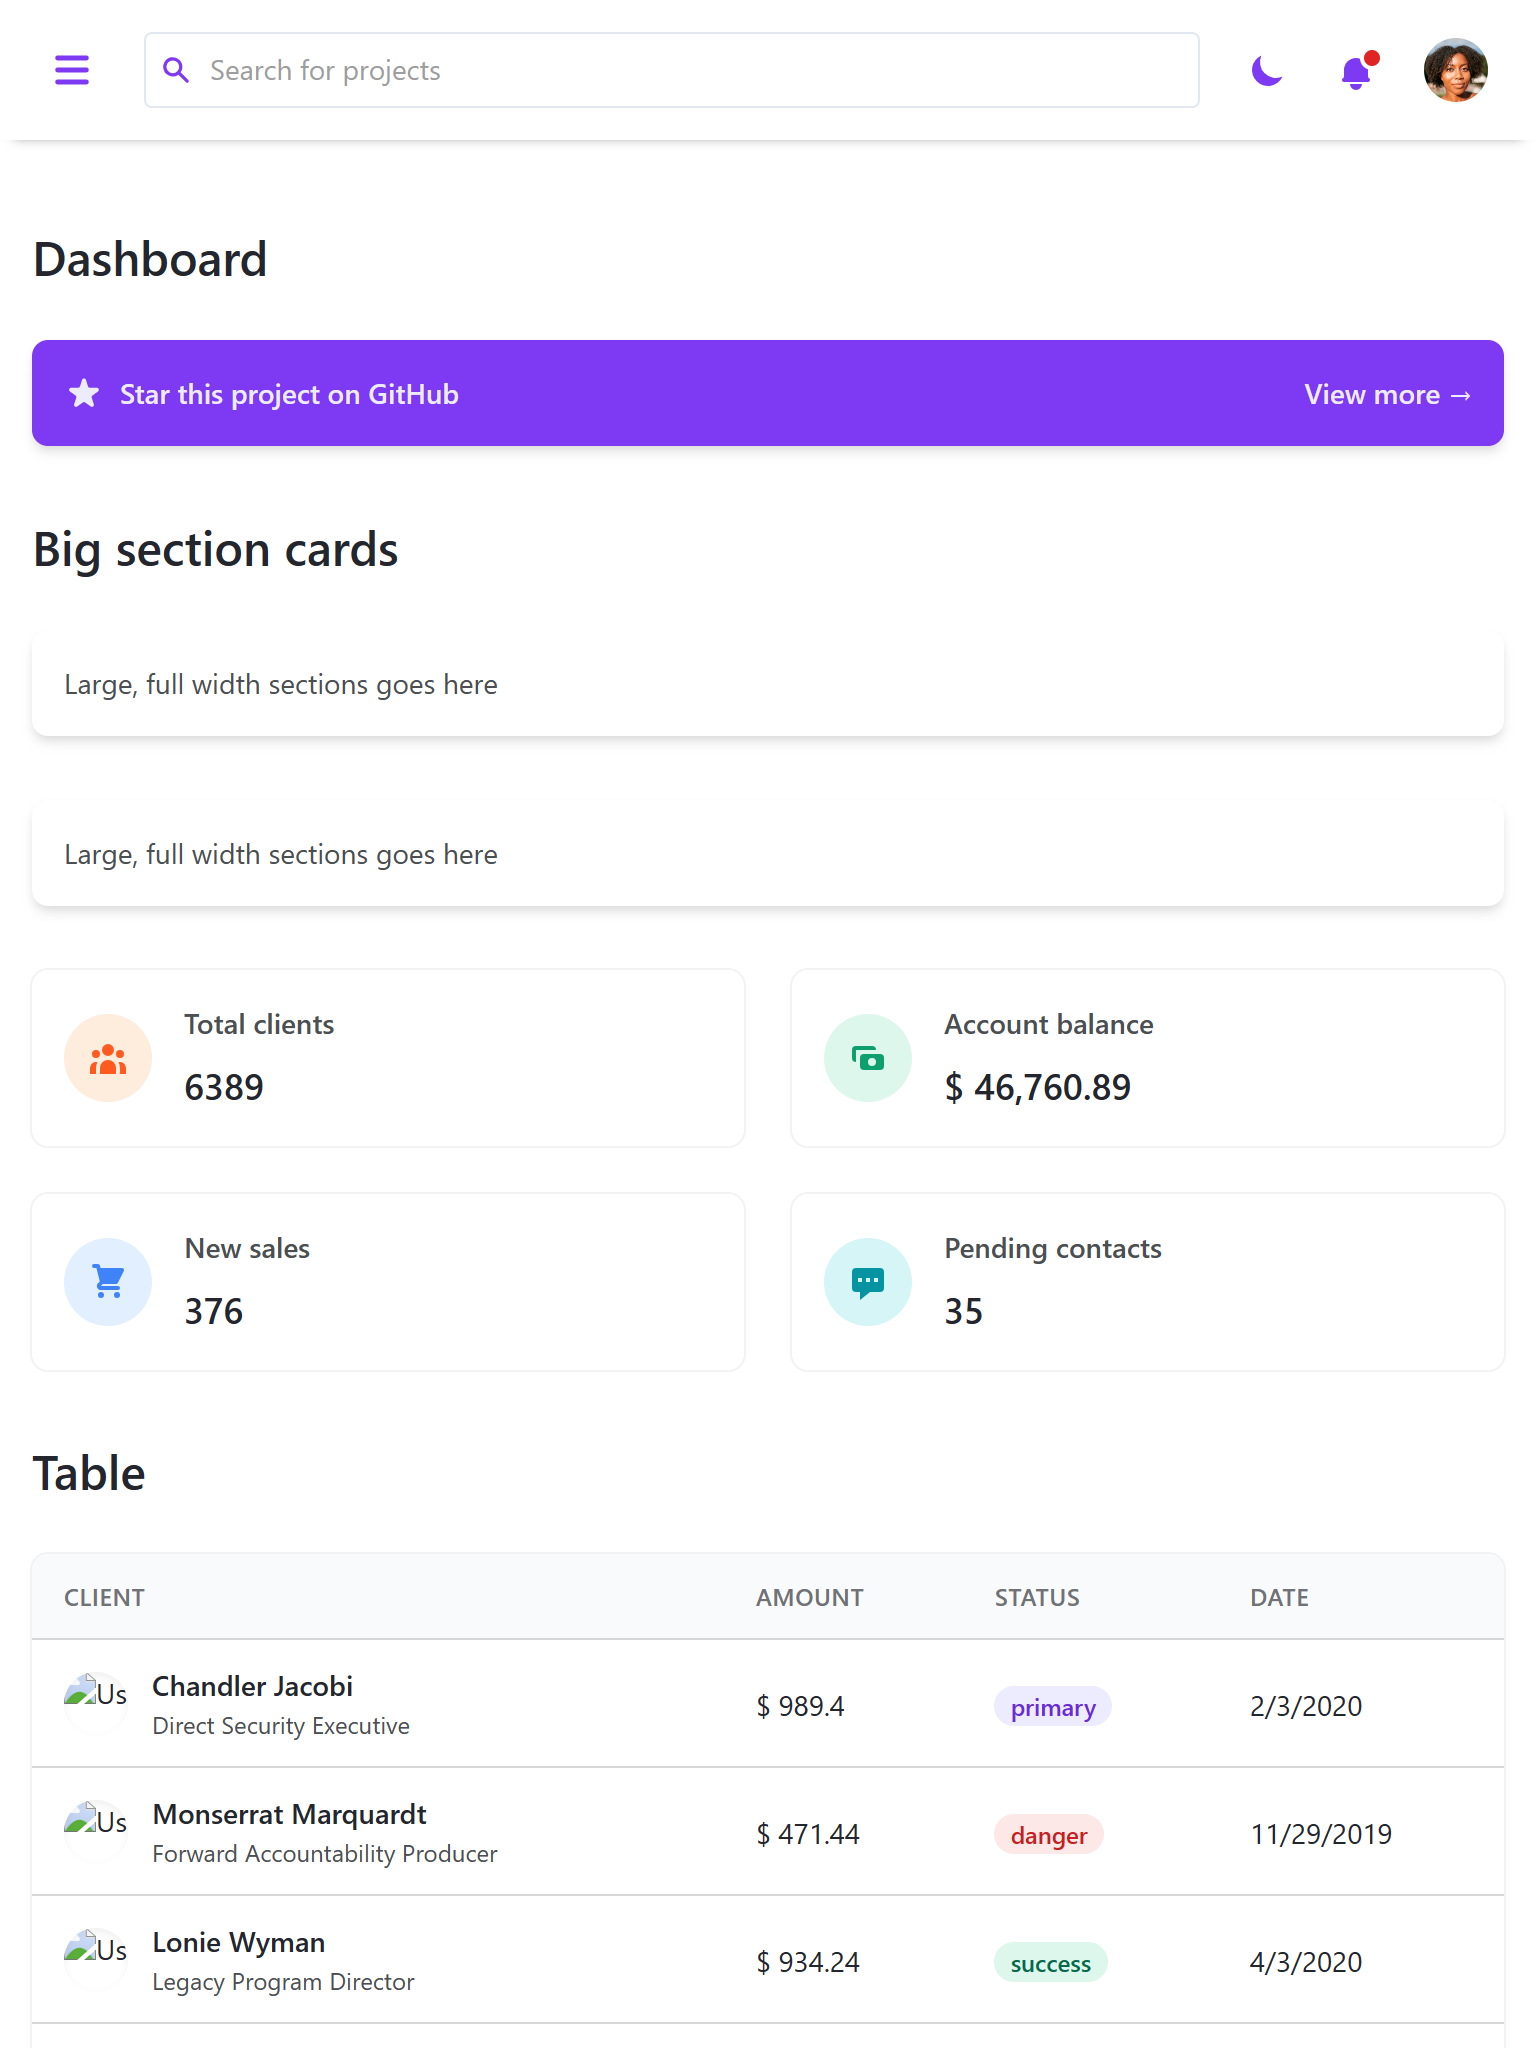 Search for projects
Dashboard
Star this project on GitHub
View more →
Big section cards
Large, full width sections goes here
Large, full width sections goes here
Total clients
6389
Account balance
$ 46,760.89
New sales
376
Pending contacts
35
Table
CLIENT AMOUNT STATUS DATE
Us
Chandler Jacobi
Direct Security Executive
$ 989.4
primary
2/3/2020
Us
Monserrat Marquardt
Forward Accountability Producer
$ 471.44
danger
11/29/2019
Us
Lonie Wyman
Legacy Program Director
$ 934.24
success
4/3/2020